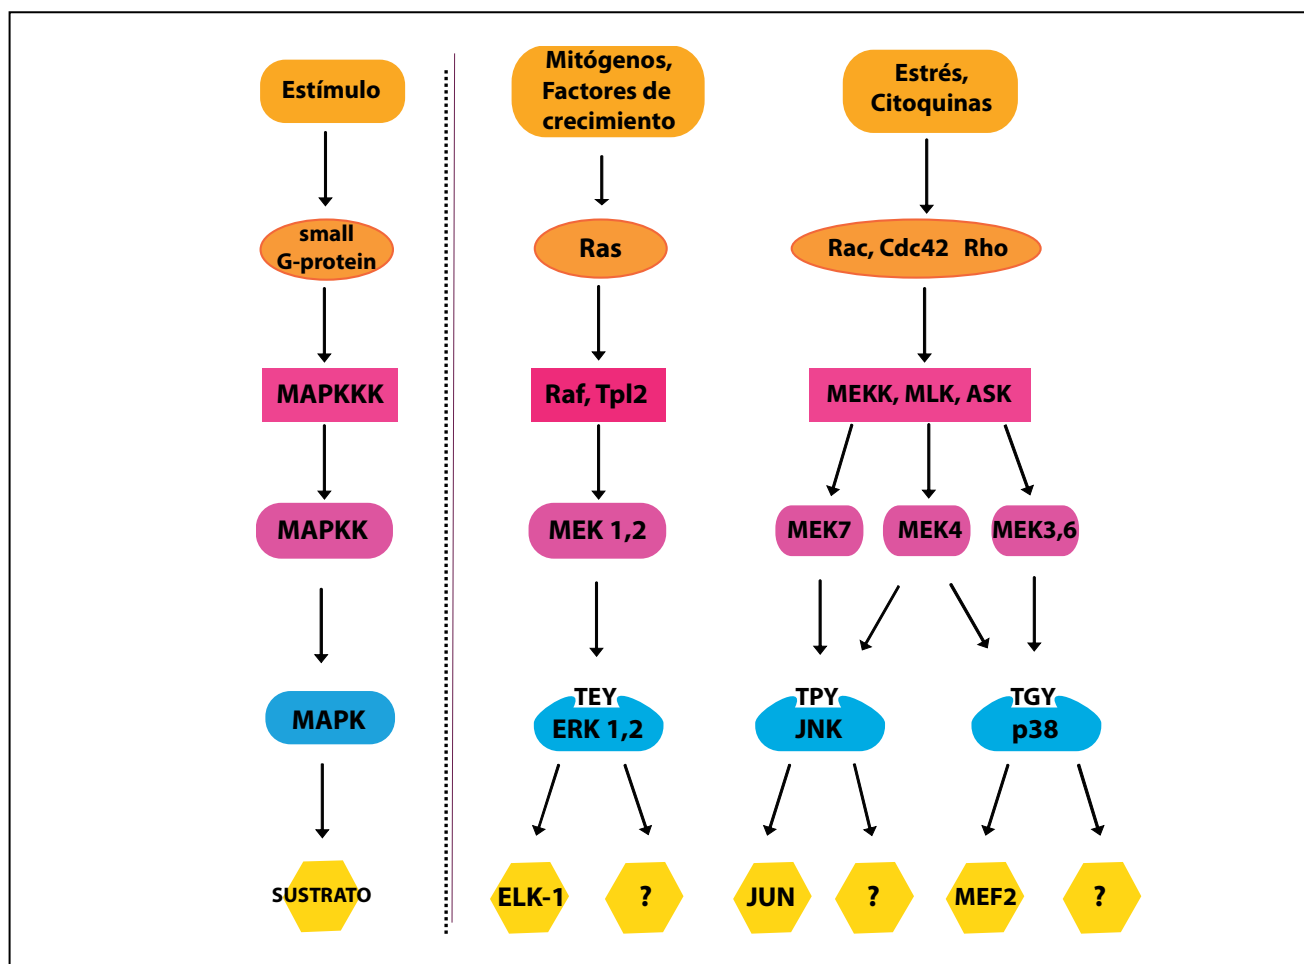 Estímulo
Mitógenos,
Factores de
crecimiento
Estrés,
Citoquinas
small
G-protein
Ras
Rac, Cdc42 Rho
MAPKKK
Raf, Tpl2
MEKK, MLK, ASK
MAPKK
MEK 1,2
MEK7
MEK4
MEK3,6
MAPK
TEY
ERK 1,2
TPY
JNK
TGY
p38
SUSTRATO
ELK-1
?
JUN
?
MEF2
?